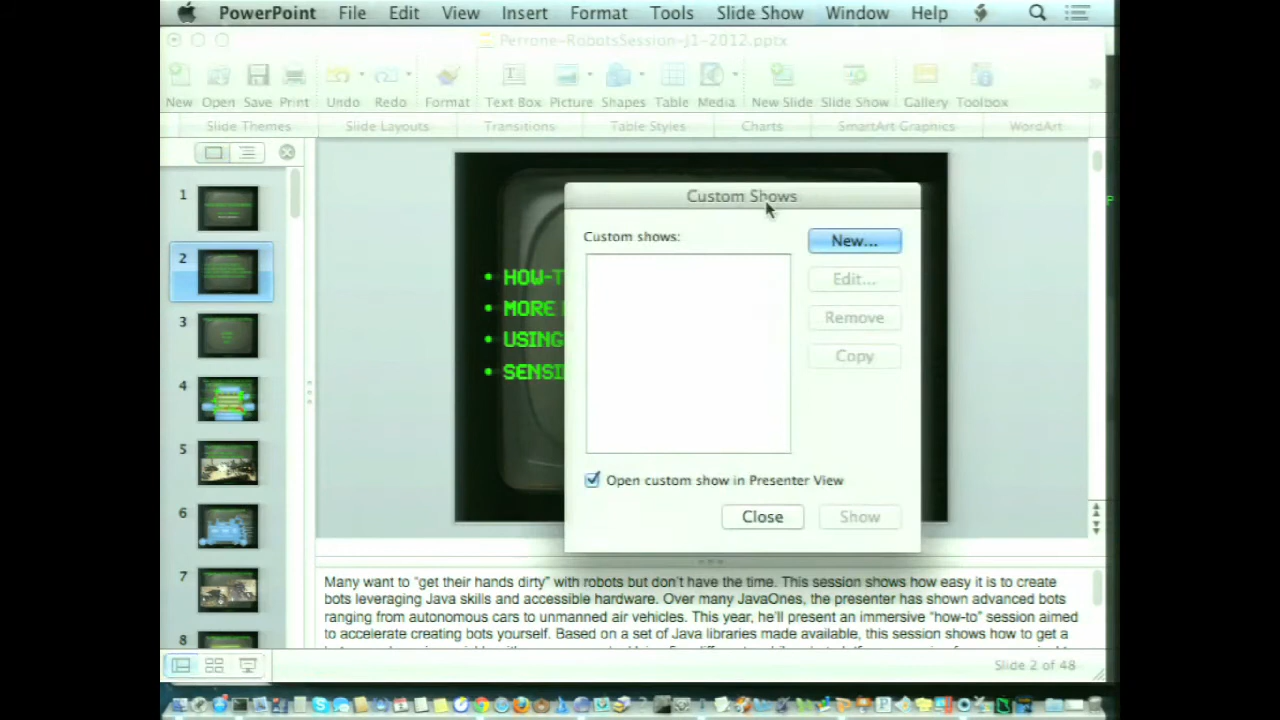 PowerPoint File Edit View Insert Format Tools Slide Show Window Help
Perrone-RobotsSession-J1-2012.pptx
New Open Save Print Undo Redo Format Text Box Picture Shapes Table Media New Slide Slide Show Gallery Toolbox
Slide Themes Slide Layouts Transitions Table Styles Charts SmartArt Graphics WordArt
1
2
3
4
5
6
7
8
• HOW-T
• MORE
• USING
• SENSI
Custom Shows
Custom shows:
New...
Edit...
Remove
Copy
Open custom show in Presenter View
Close Show
Many want to “get their hands dirty” with robots but don’t have the time. This session shows how easy it is to create
bots leveraging Java skills and accessible hardware. Over many JavaOnes, the presenter has shown advanced bots
ranging from autonomous cars to unmanned air vehicles. This year, he’ll present an immersive “how-to” session aimed
to accelerate creating bots yourself. Based on a set of Java libraries made available, this session shows how to get a
Slide 2 of 48